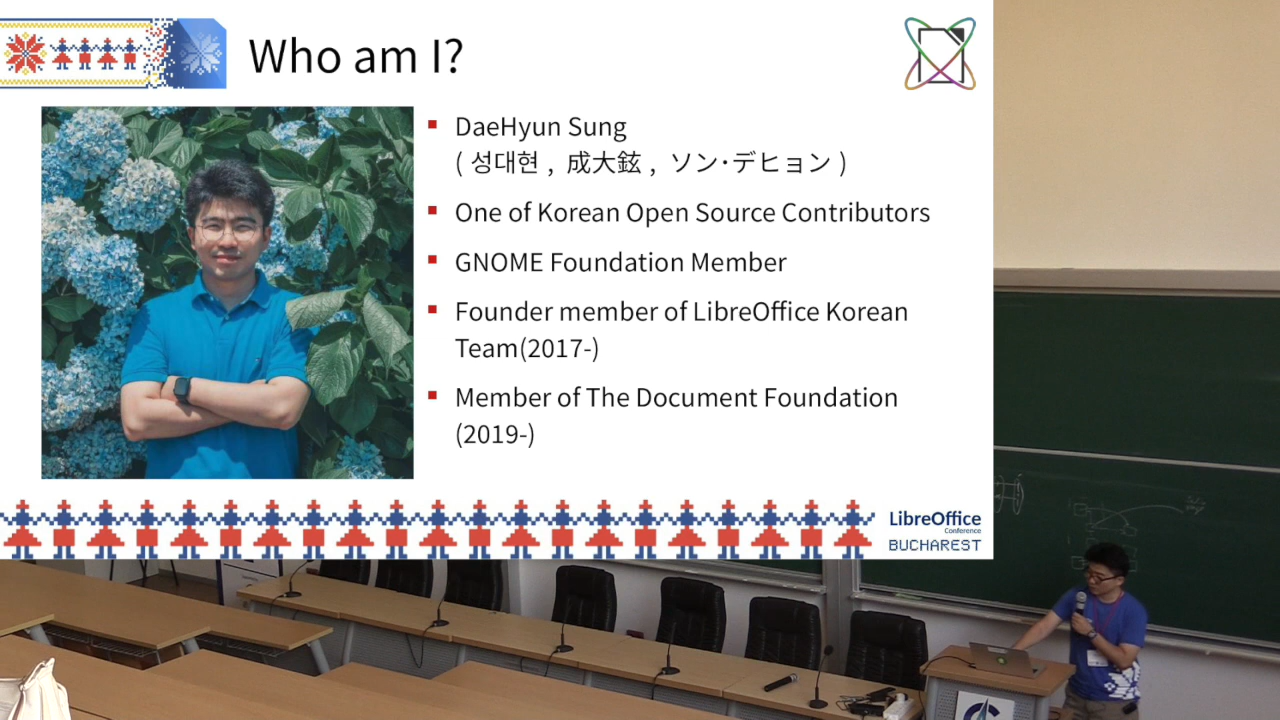 Who am I?
DaeHyun Sung
( 성대현 , 成大鉉 , ソン･デヒョン )
One of Korean Open Source Contributors
GNOME Foundation Member
Founder member of LibreOffice Korean
Team(2017-)
Member of The Document Foundation
(2019-)
LibreOffice
Conference
BUCHAREST